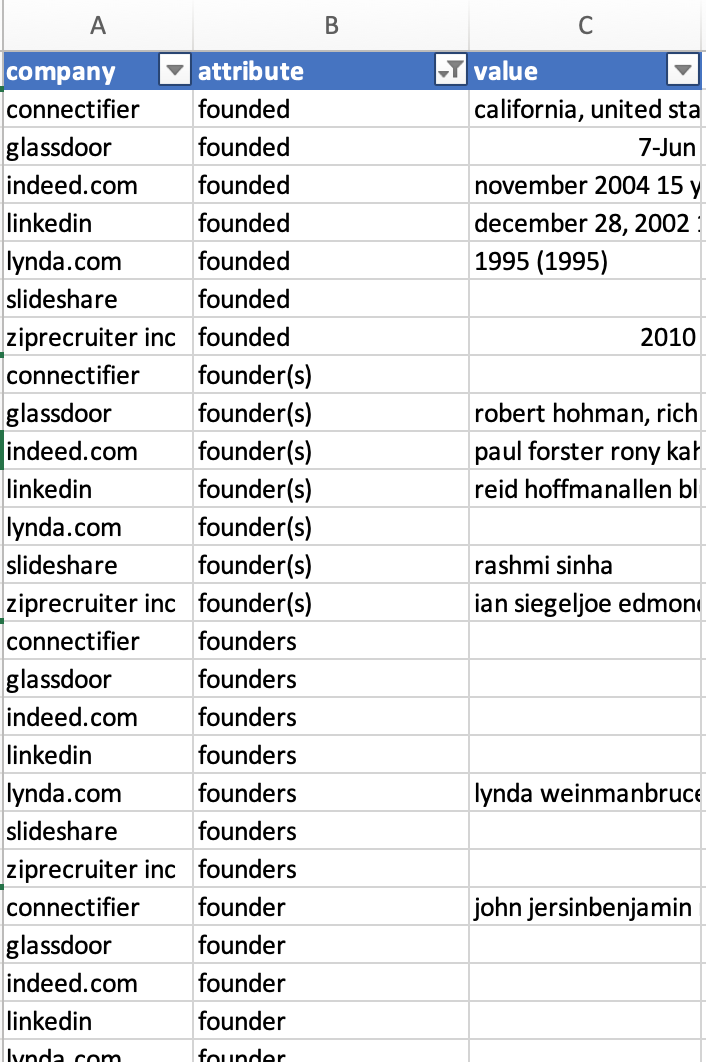 A B C
company attribute value
connectifier founded california, united sta
glassdoor founded 7-Jun
indeed.com founded november 2004 15 y
linkedin founded december 28, 2002
lynda.com founded 1995 (1995)
slideshare founded
ziprecruiter inc founded 2010
connectifier founder(s)
glassdoor founder(s) robert hohman, rich
indeed.com founder(s) paul forster rony kah
linkedin founder(s) reid hoffmanallen bl
lynda.com founder(s)
slideshare founder(s) rashmi sinha
ziprecruiter inc founder(s) ian siegeljoe edmon
connectifier founders
glassdoor founders
indeed.com founders
linkedin founders
lynda.com founders lynda weinmanbruce
slideshare founders
ziprecruiter inc founders
connectifier founder john jersinbenjamin
glassdoor founder
indeed.com founder
linkedin founder
lynda.com founder